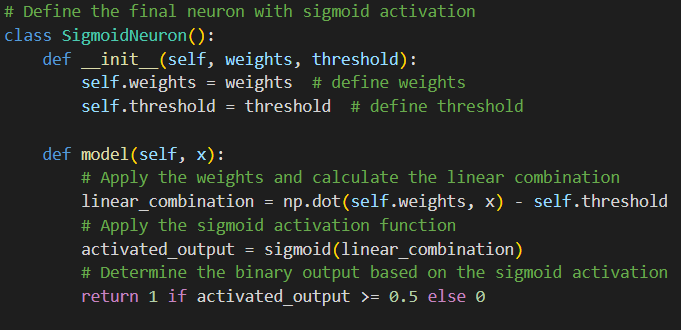 # Define the final neuron with sigmoid activation
class SigmoidNeuron():
    def __init__(self, weights, threshold):
        self.weights = weights  # define weights
        self.threshold = threshold  # define threshold

    def model(self, x):
        # Apply the weights and calculate the linear combination
        linear_combination = np.dot(self.weights, x) - self.threshold
        # Apply the sigmoid activation function
        activated_output = sigmoid(linear_combination)
        # Determine the binary output based on the sigmoid activation
        return 1 if activated_output >= 0.5 else 0